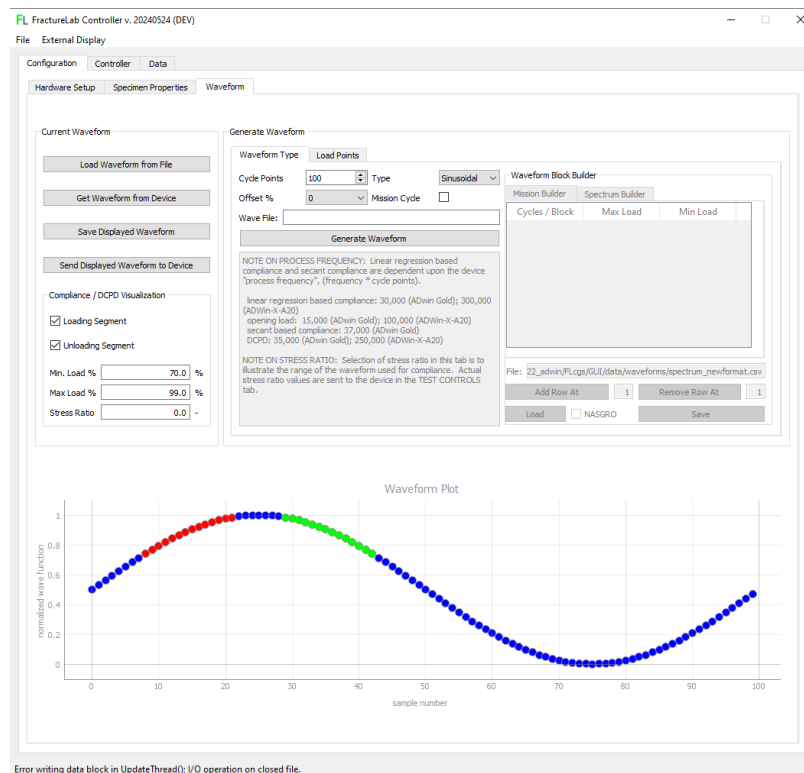 FL FractureLab Controller v. 20240524 (DEV)
File External Display
Configuration Controller Data
Hardware Setup Specimen Properties Waveform
Current Waveform
Load Waveform from File
Get Waveform from Device
Save Displayed Waveform
Send Displayed Waveform to Device
Compliance / DCPD Visualization
Loading Segment
Unloading Segment
Min. Load % 70.0 %
Max Load % 99.0 %
Stress Ratio 0.0 -
Generate Waveform
Waveform Type Load Points
Cycle Points 100 Type Sinusoidal
Offset % 0 Mission Cycle
Wave File:
Generate Waveform
NOTE ON PROCESS FREQUENCY: Linear regression based
compliance and secant compliance are dependent upon the device
"process frequency", (frequency * cycle points).
linear regression based compliance: 30,000 (ADwin Gold); 300,000
(ADWin-X-A20)
opening load: 15,000 (ADwin Gold); 100,000 (ADWin-X-A20)
secant based compliance: 37,000 (ADwin Gold)
DCPD: 35,000 (ADwin Gold); 250,000 (ADWin-X-A20)
NOTE ON STRESS RATIO: Selection of stress ratio in this tab is to
illustrate the range of the waveform used for compliance. Actual
stress ratio values are sent to the device in the TEST CONTROLS
tab.
Waveform Block Builder
Mission Builder Spectrum Builder
Cycles / Block Max Load Min Load
File: 22_admin/FLcgs/GUI/data/waveforms/spectrum_newformat.csv
Add Row At 1 Remove Row At 1
Load NASGRO Save
Waveform Plot
normalized wave function
1
0.8
0.6
0.4
0.2
0
0 10 20 30 40 50 60 70 80 90 100
sample number
Error writing data block in UpdateThread(): I/O operation on closed file.